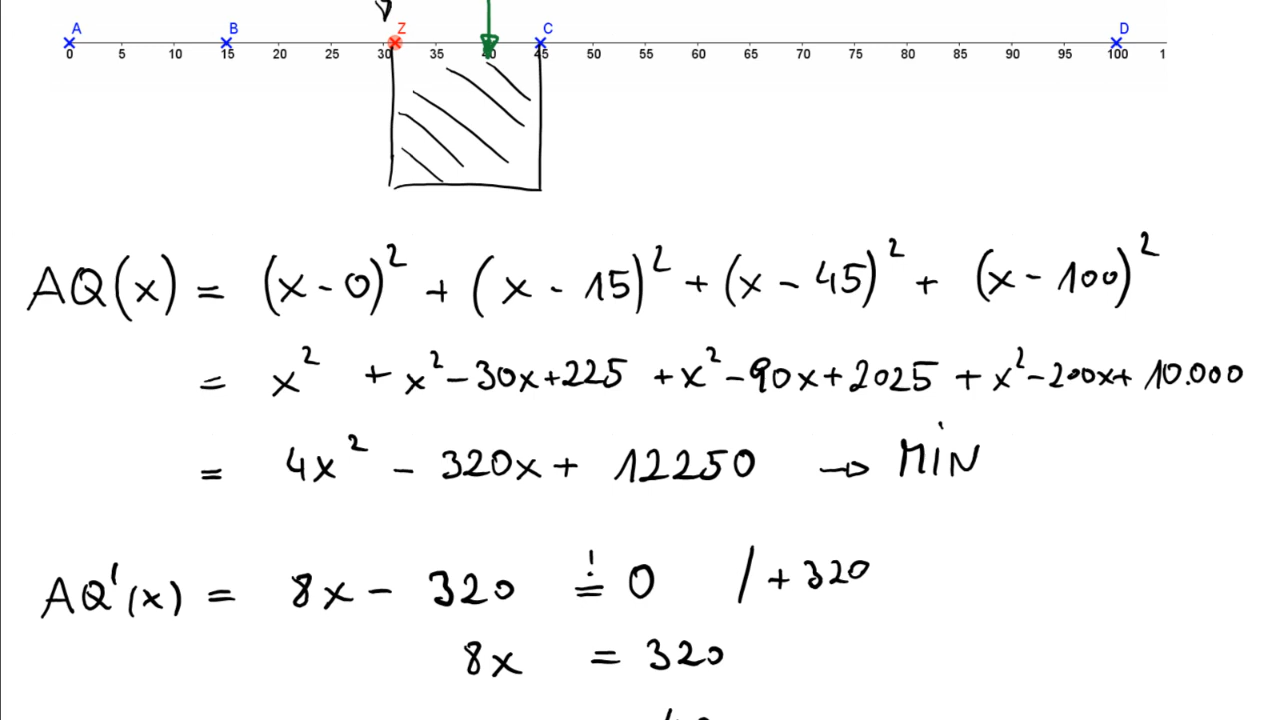 A B Z C D
0 5 10 15 20 25 30 35 40 45 50 55 60 65 70 75 80 85 90 95 100 1
AQ(x) = (x-0)² + (x-15)² + (x-45)² + (x-100)²
= x² + x²-30x+225 + x²-90x+2025 + x²-200x+ 10.000
= 4x² - 320x + 12250 → MIN
AQ'(x) = 8x - 320 =! 0 /+320
8x = 320